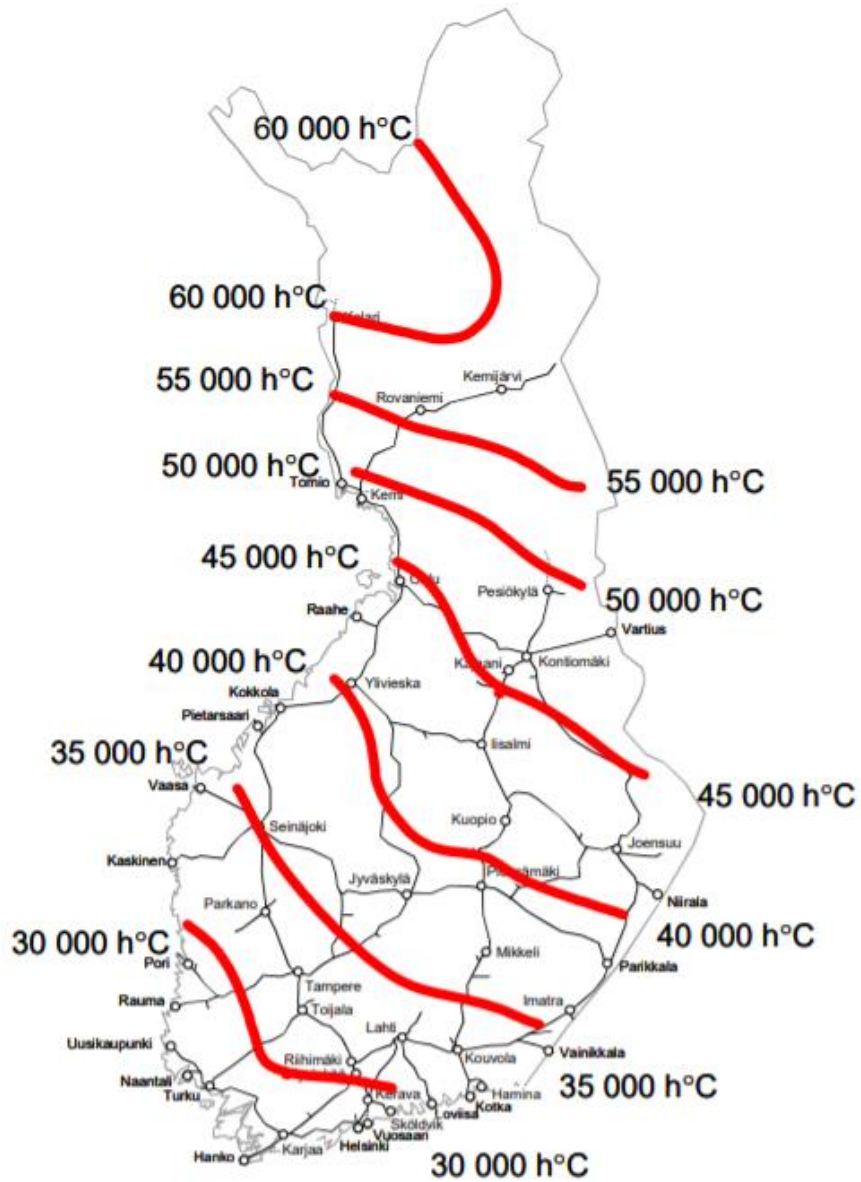 60 000 h°C
60 000 h°C
Kolari
55 000 h°C
Kemijärvi
Rovaniemi
50 000 h°C
Tornio
55 000 h°C
Kemi
45 000 h°C
Oulu
Pesiökylä
50 000 h°C
Raahe
Vartius
40 000 h°C
Kajaani
Kontiomäki
Ylivieska
Kokkola
Pietarsaari
Iisalmi
35 000 h°C
Vaasa
45 000 h°C
Seinäjoki
Kuopio
Joensuu
Kaskinen
Jyväskylä
Pieksämäki
Niirala
Parkano
30 000 h°C
40 000 h°C
Pori
Mikkeli
Parikkala
Tampere
Rauma
Toijala
Imatra
Lahti
Uusikaupunki
Riihimäki
Kouvola
Vainikkala
Naantali
Turku
35 000 h°C
Kerava
Hamina
Kotka
Loviisa
Sköldvik
Vuosaari
Helsinki
Karjaa
Hanko
30 000 h°C